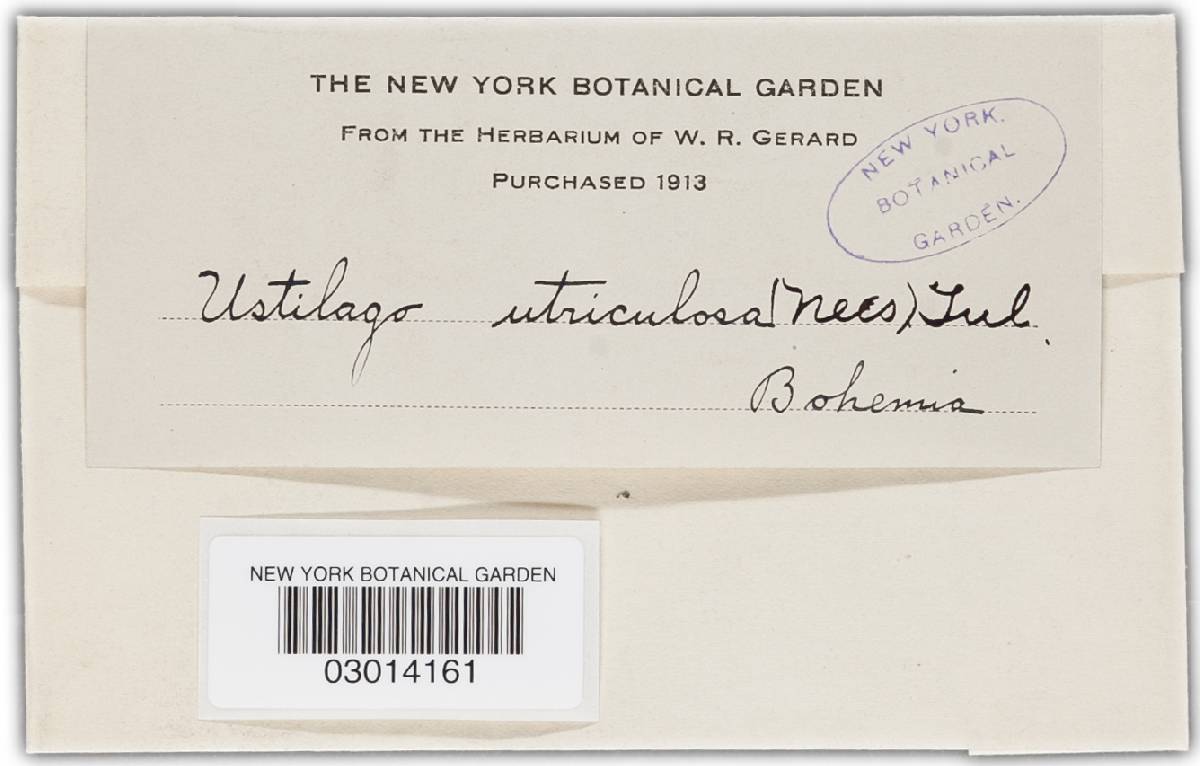 THE NEW YORK BOTANICAL GARDEN
FROM THE HERBARIUM OF W. R. GERARD
PURCHASED 1913
NEW YORK.
BOTANICAL
GARDEN.
Ustilago utriculosa (Nees) Tul.
Bohemia
NEW YORK BOTANICAL GARDEN
03014161